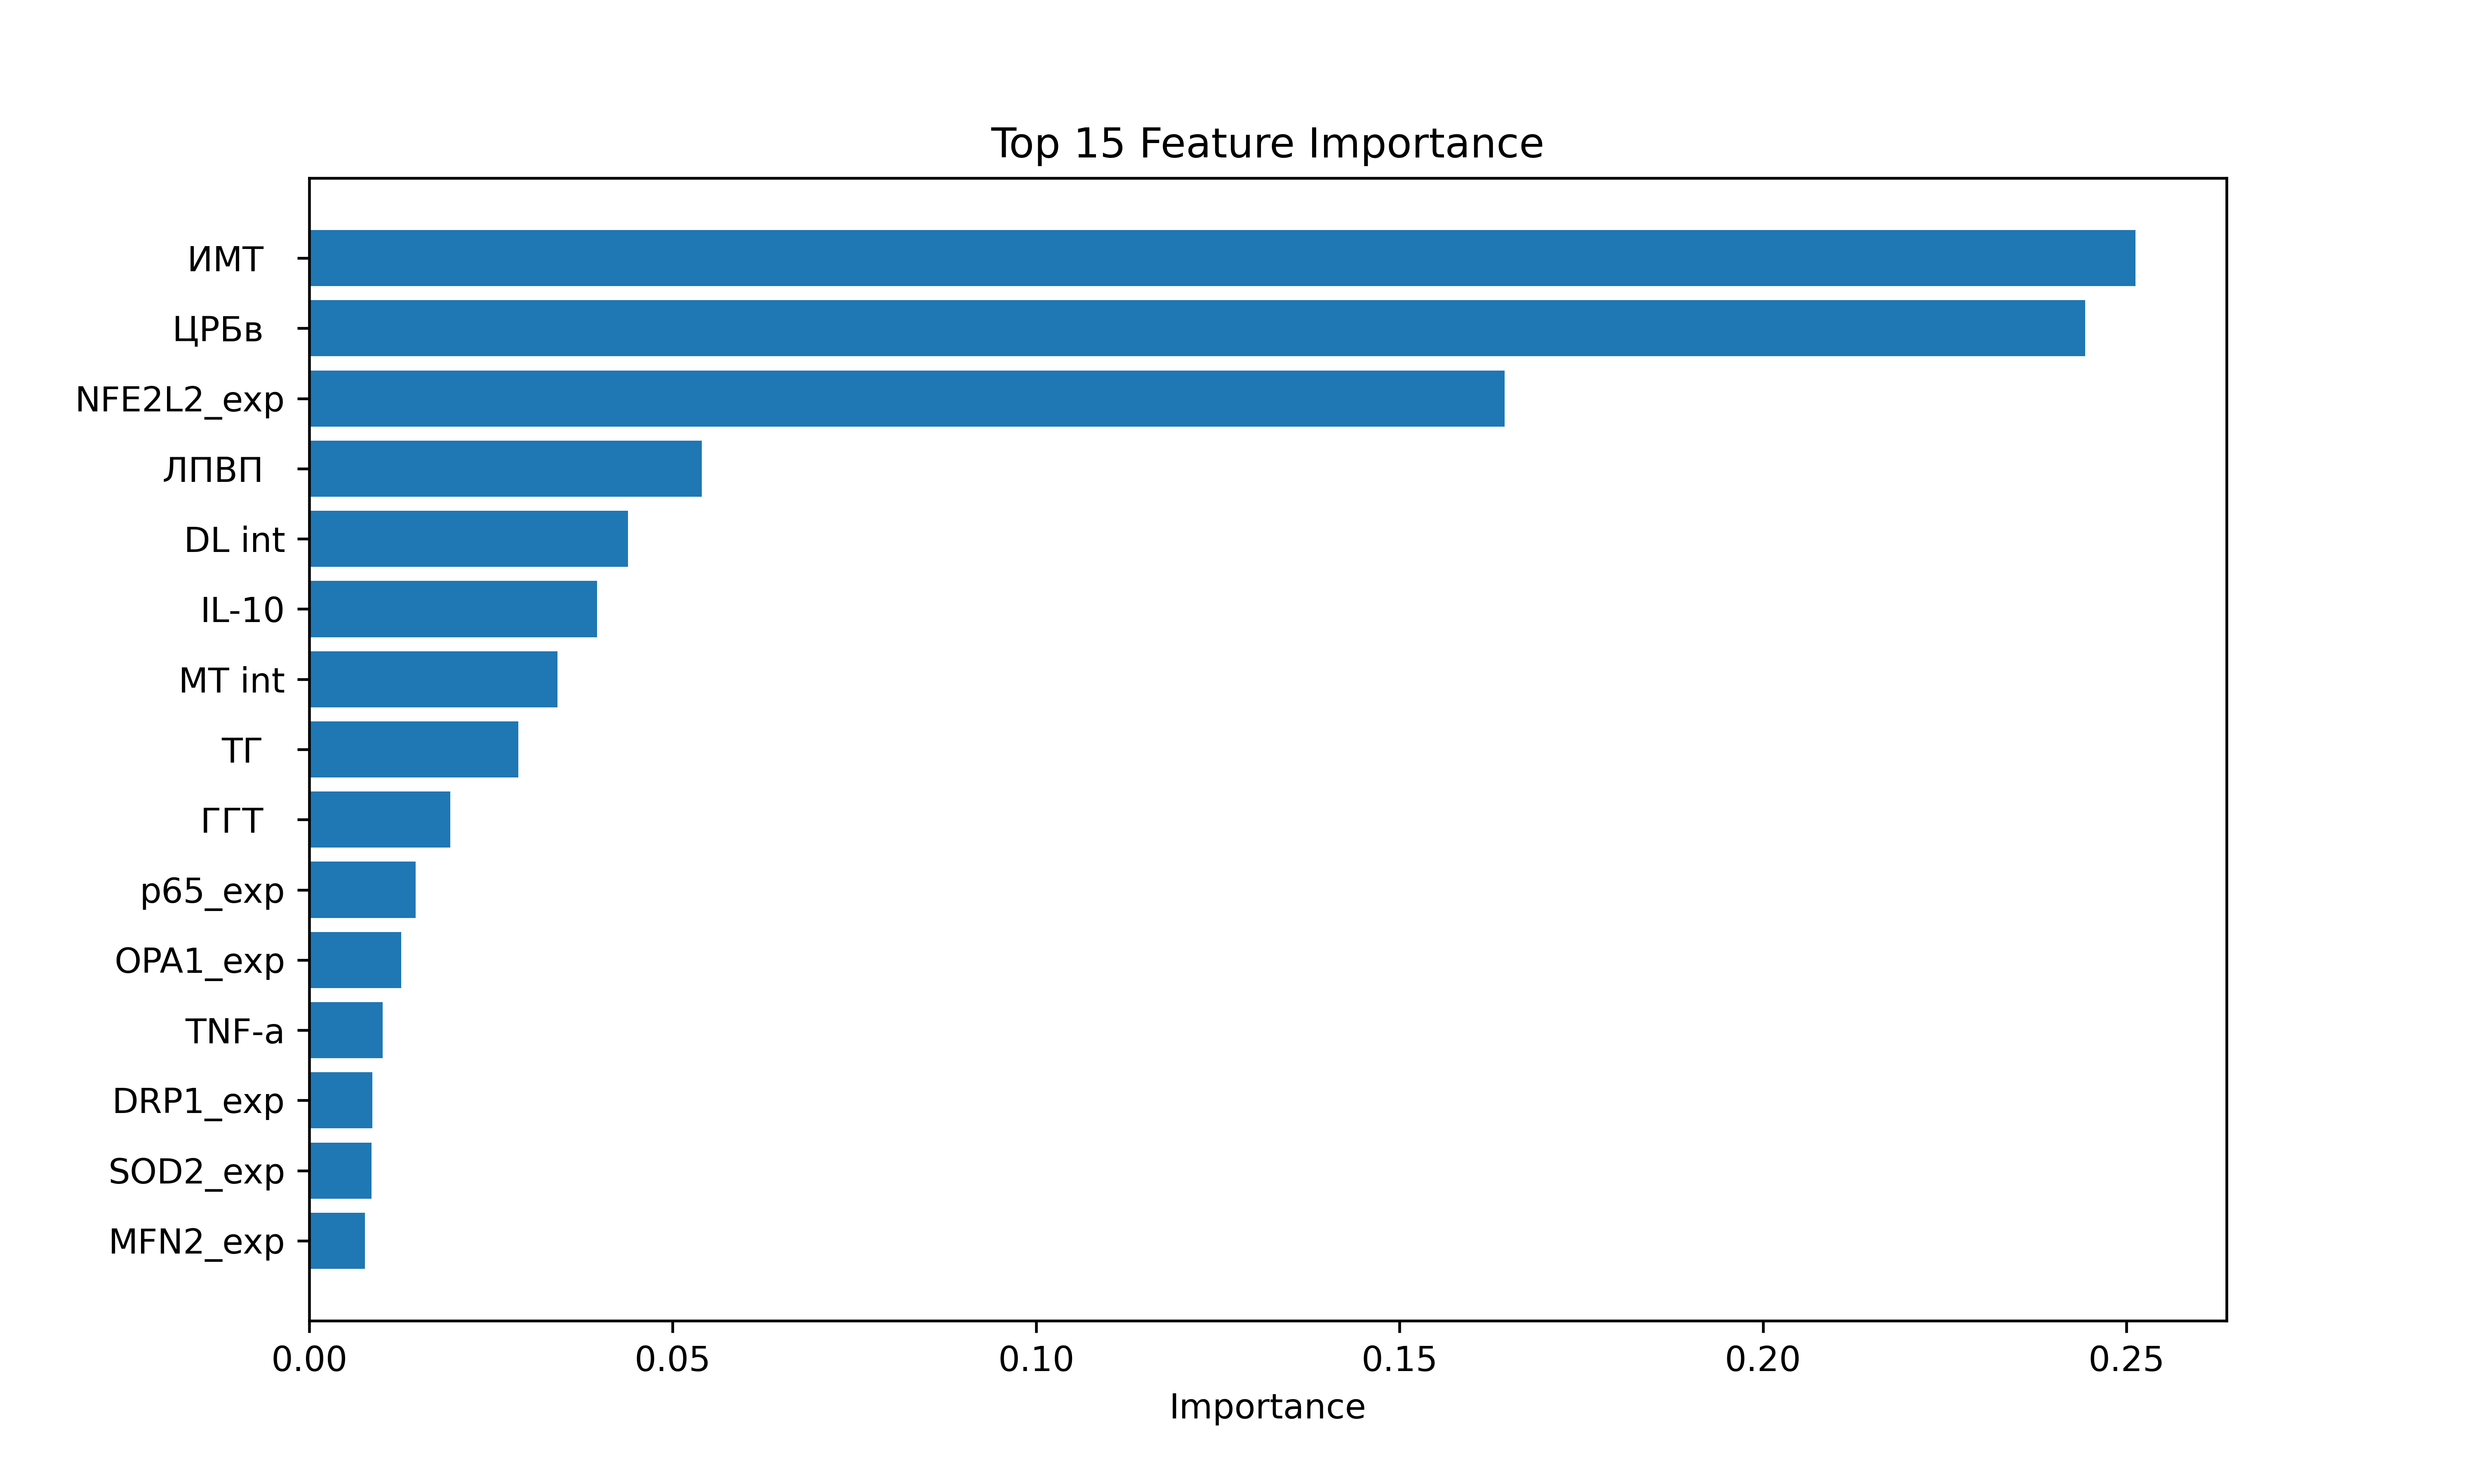 Top 15 Feature Importance
ИМТ
ЦРБв
NFE2L2_exp
ЛПВП
DL int
IL-10
MT int
ТГ
ГГТ
p65_exp
OPA1_exp
TNF-a
DRP1_exp
SOD2_exp
MFN2_exp
0.00 0.05 0.10 0.15 0.20 0.25
Importance